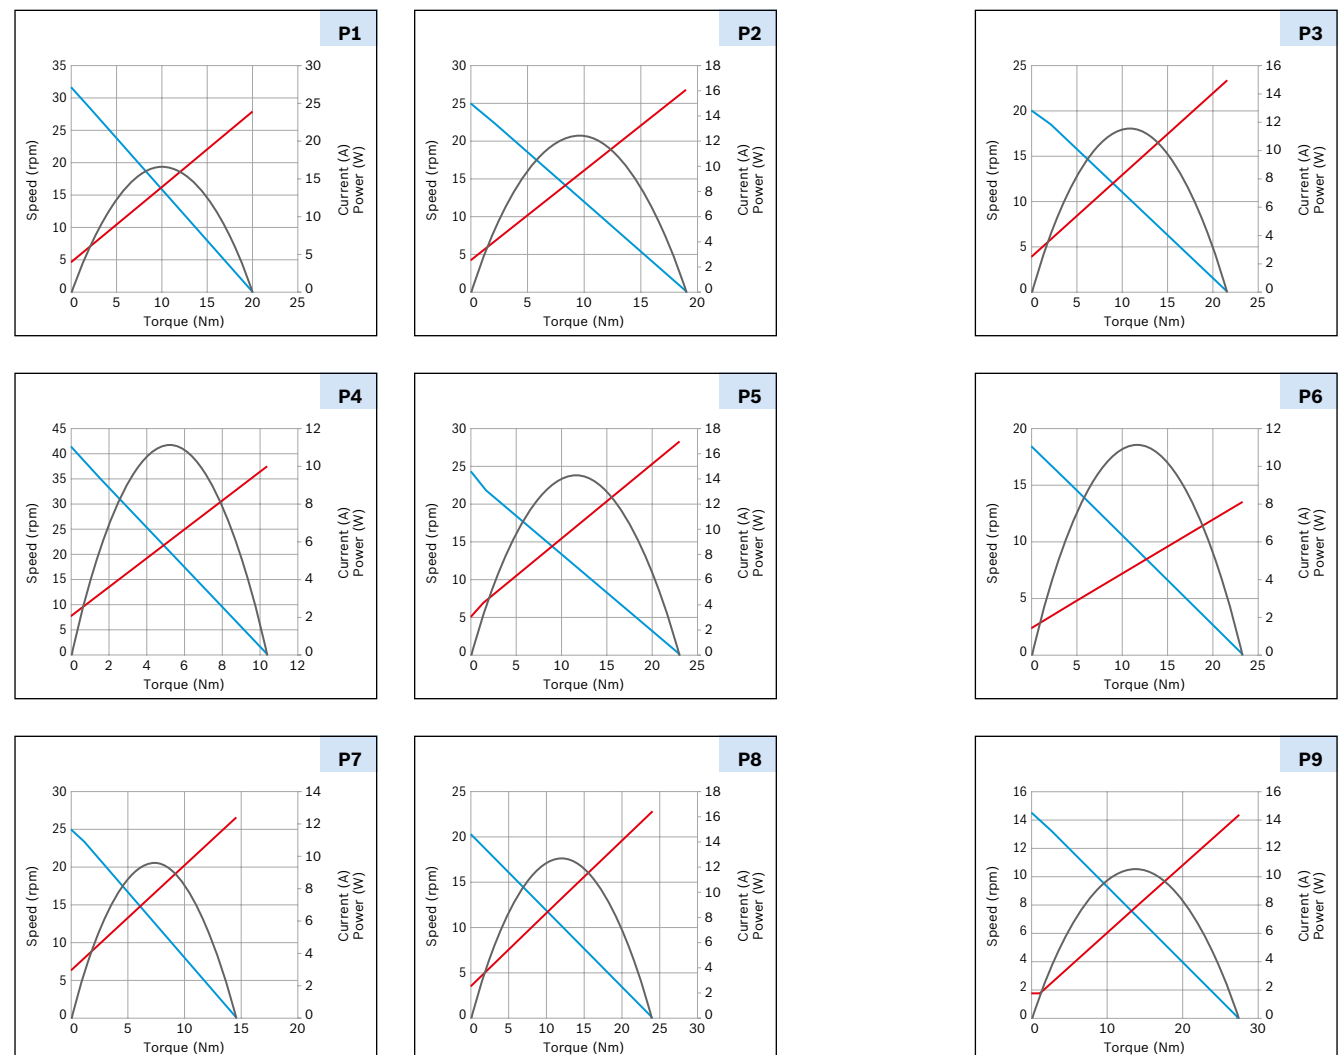 P1
35
30
25
20
15
10
5
0
30
25
20
15
10
5
0
0 5 10 15 20 25
Speed (rpm)
Current (A)
Power (W)
Torque (Nm)
P2
30
25
20
15
10
5
0
18
16
14
12
10
8
6
4
2
0
0 5 10 15 20
Speed (rpm)
Current (A)
Power (W)
Torque (Nm)
P3
25
20
15
10
5
0
16
14
12
10
8
6
4
2
0
0 5 10 15 20 25
Speed (rpm)
Current (A)
Power (W)
Torque (Nm)
P4
45
40
35
30
25
20
15
10
5
0
12
10
8
6
4
2
0
0 2 4 6 8 10 12
Speed (rpm)
Current (A)
Power (W)
Torque (Nm)
P5
30
25
20
15
10
5
0
18
16
14
12
10
8
6
4
2
0
0 5 10 15 20 25
Speed (rpm)
Current (A)
Power (W)
Torque (Nm)
P6
20
15
10
5
0
12
10
8
6
4
2
0
0 5 10 15 20 25
Speed (rpm)
Current (A)
Power (W)
Torque (Nm)
P7
30
25
20
15
10
5
0
14
12
10
8
6
4
2
0
0 5 10 15 20
Speed (rpm)
Current (A)
Power (W)
Torque (Nm)
P8
25
20
15
10
5
0
18
16
14
12
10
8
6
4
2
0
0 5 10 15 20 25 30
Speed (rpm)
Current (A)
Power (W)
Torque (Nm)
P9
16
14
12
10
8
6
4
2
0
16
14
12
10
8
6
4
2
0
0 10 20 30
Speed (rpm)
Current (A)
Power (W)
Torque (Nm)